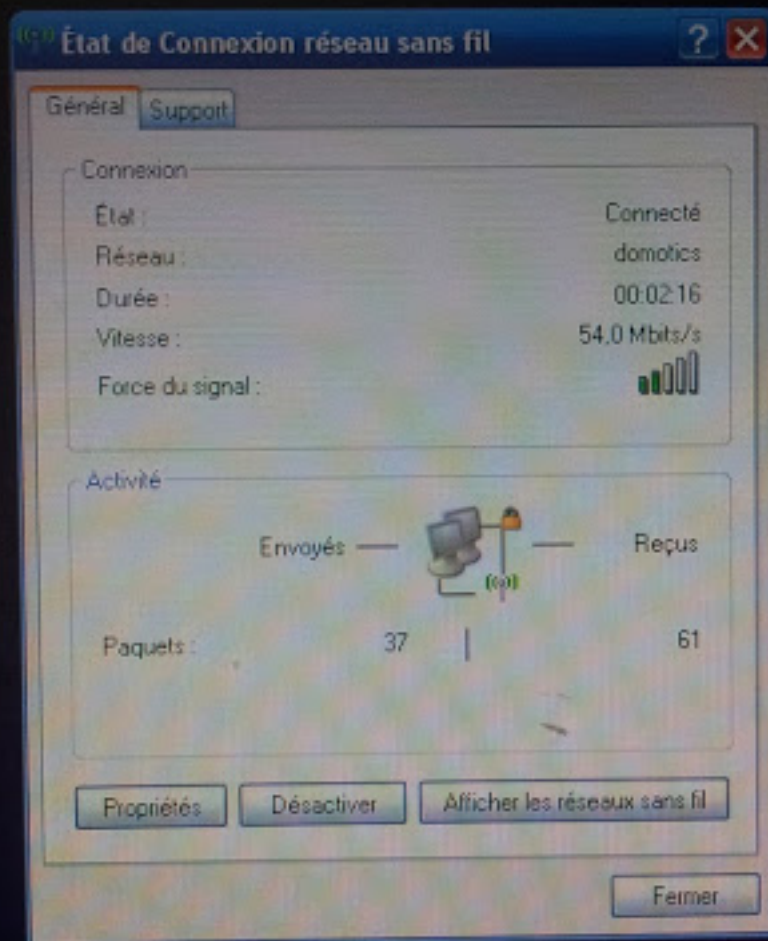 État de Connexion réseau sans fil
Général
Support
Connexion
État :
Connecté
Réseau :
domotics
Durée :
00:02:16
Vitesse :
54,0 Mbits/s
Force du signal :
Activité
Envoyés
Reçus
Paquets :
37
61
Propriétés
Désactiver
Afficher les réseaux sans fil
Fermer